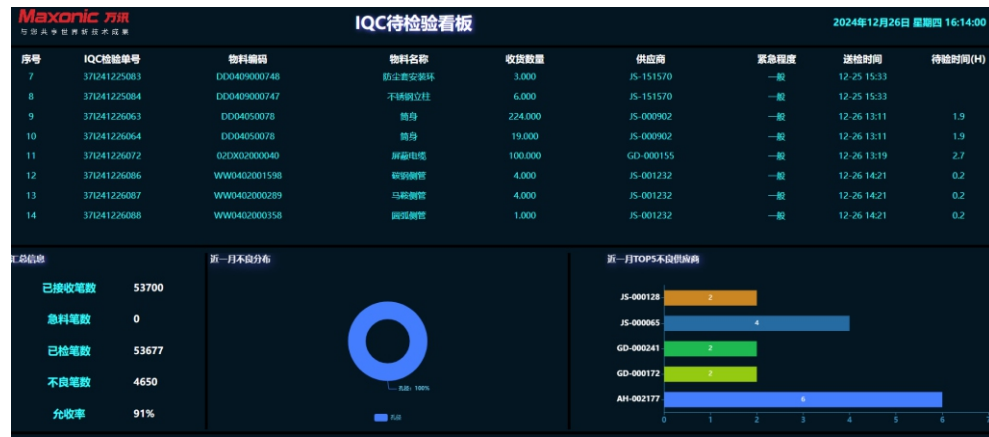 Maxonic 万讯
与您共享世界新技术成果
IQC待检验看板
2024年12月26日 星期四 16:14:00
序号 IQC检验单号 物料编码 物料名称 收货数量 供应商 紧急程度 送检时间 待检时间(H)
7 37I241225083 DD0409000748 防尘套安装环 3.000 JS-151570 一般 12-25 15:33
8 37I241225084 DD0409000747 不锈钢立柱 6.000 JS-151570 一般 12-25 15:33
9 37I241226063 DD04050078 筒身 224.000 JS-000902 一般 12-26 13:11 1.9
10 37I241226064 DD04050078 筒身 19.000 JS-000902 一般 12-26 13:11 1.9
11 37I241226072 02DX02000040 屏蔽电缆 100.000 GD-000155 一般 12-26 13:19 2.7
12 37I241226086 WW0402001598 碳钢侧管 4.000 JS-001232 一般 12-26 14:21 0.2
13 37I241226087 WW0402000289 马鞍侧管 4.000 JS-001232 一般 12-26 14:21 0.2
14 37I241226088 WW0402000358 圆弧侧管 1.000 JS-001232 一般 12-26 14:21 0.2
汇总信息
已接收笔数 53700
急料笔数 0
已检笔数 53677
不良笔数 4650
允收率 91%
近一月不良分布
孔径: 100%
孔径
近一月TOP5不良供应商
JS-000128 2
JS-000065 4
GD-000241 2
GD-000172 2
AH-002177 6
0 1 2 3 4 5 6 7